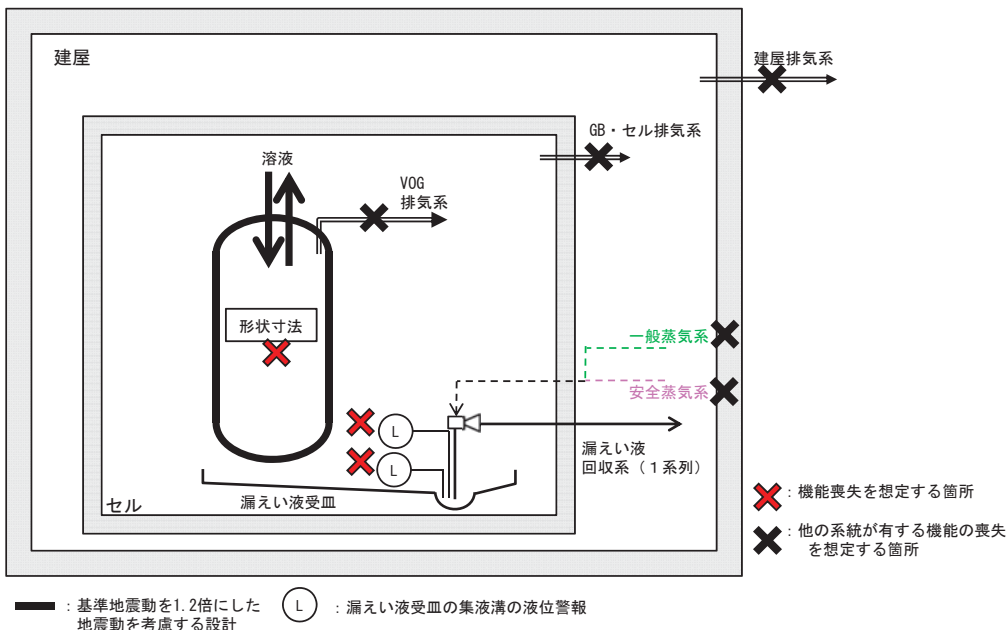 建屋
建屋排気系
GB・セル排気系
溶液
VOG
排気系
形状寸法
一般蒸気系
安全蒸気系
L
L
漏えい液
回収系(1系列)
漏えい液受皿
セル
:機能喪失を想定する箇所
:他の系統が有する機能の喪失
を想定する箇所
:基準地震動を1.2倍にした
地震動を考慮する設計
L
:漏えい液受皿の集液溝の液位警報